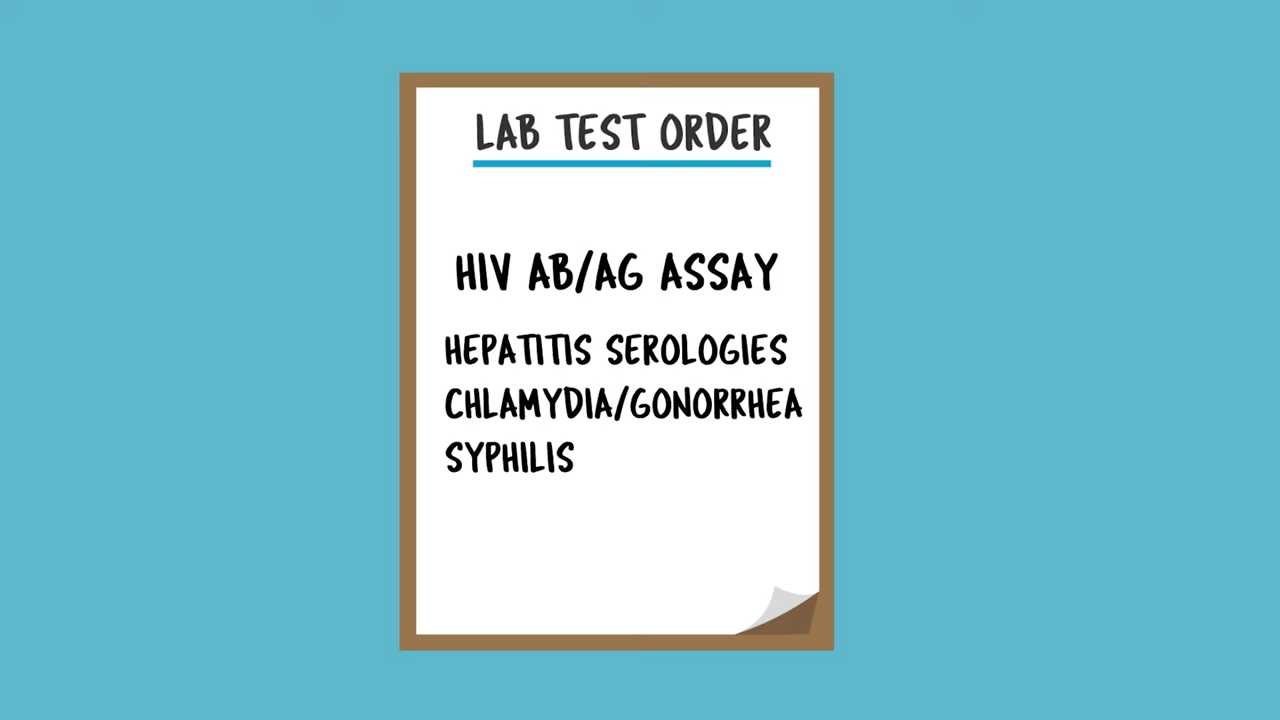 LAB TEST ORDER
HIV AB/AG ASSAY
HEPATITIS SEROLOGIES
CHLAMYDIA/GONORRHEA
SYPHILIS